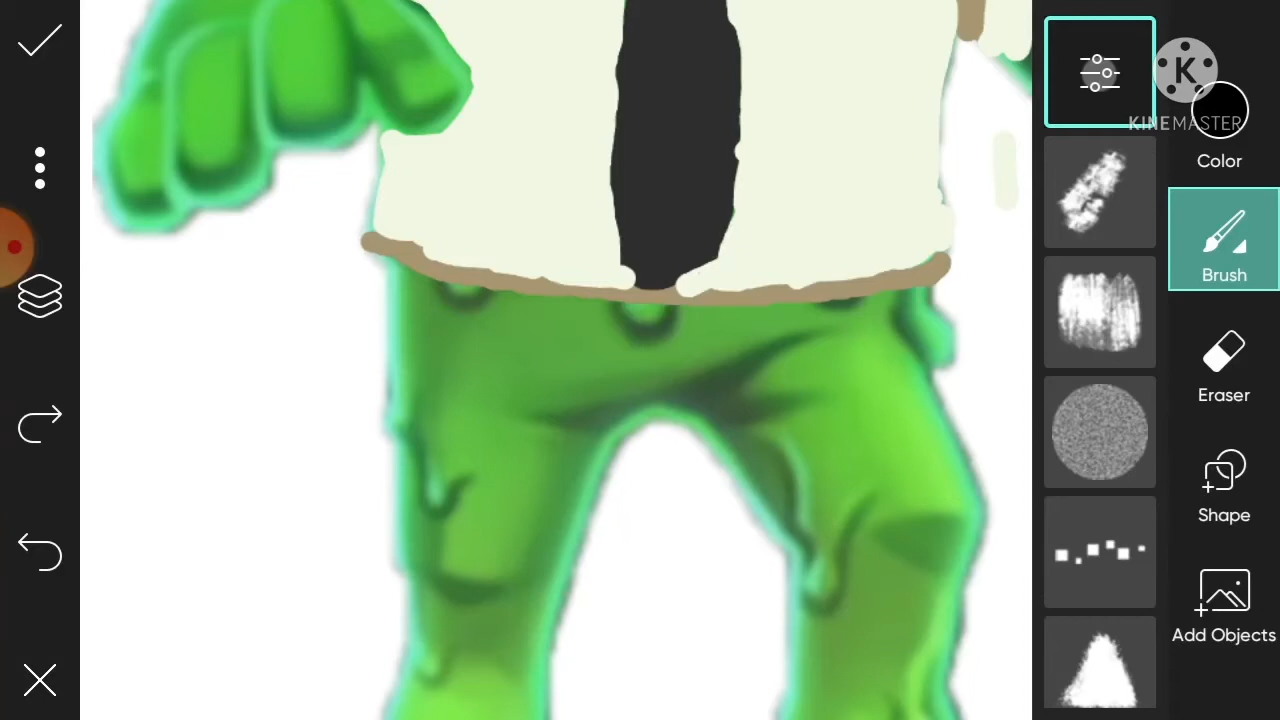 K
KINEMASTER
Color
Brush
Eraser
Shape
Add Objects